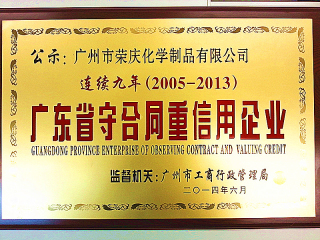 公示：广州市荣庆化学制品有限公司
连续九年(2005-2013)
广东省守合同重信用企业
GUANGDONG PROVINCE ENTERPRISE OF OBSERVING CONTRACT AND VALUING CREDIT
监督机关：广州市工商行政管理局
二〇一四年六月